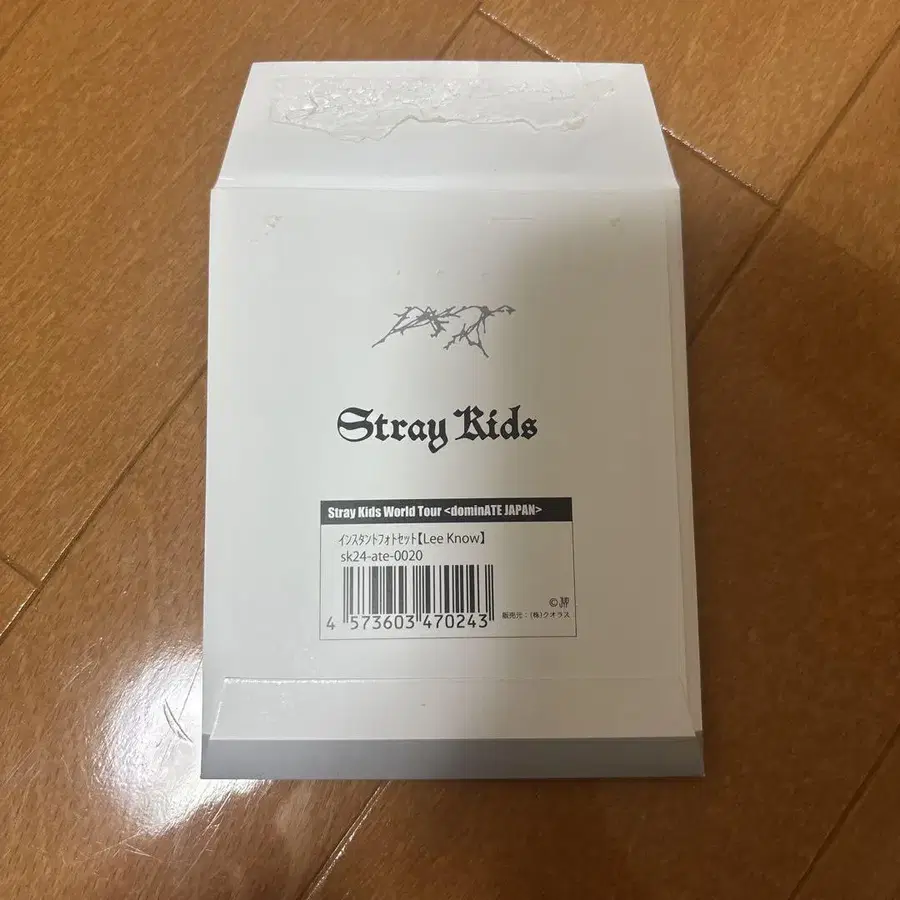 Stray Kids
Stray Kids World Tour <dominATE JAPAN>
インスタントフォトセット【Lee Know】
sk24-ate-0020
4 573603 470243
©
販売元：(株)クオラス